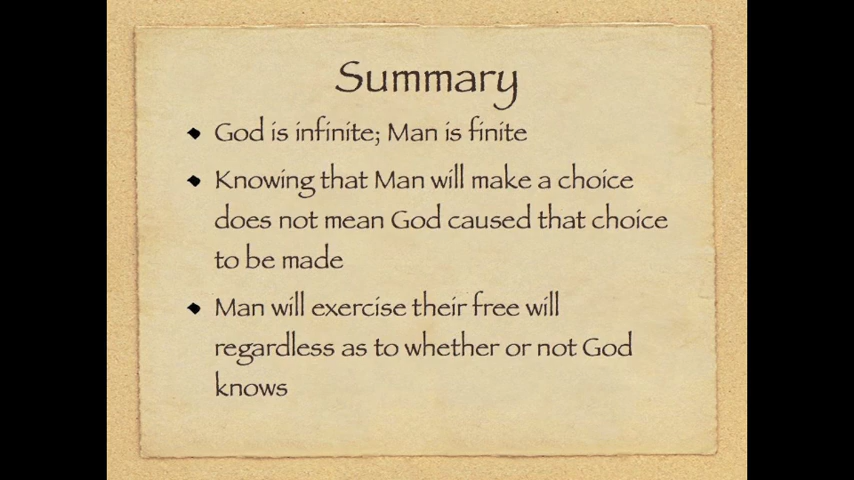 Summary
God is infinite; Man is finite
Knowing that Man will make a choice
does not mean God caused that choice
to be made
Man will exercise their free will
regardless as to whether or not God
knows